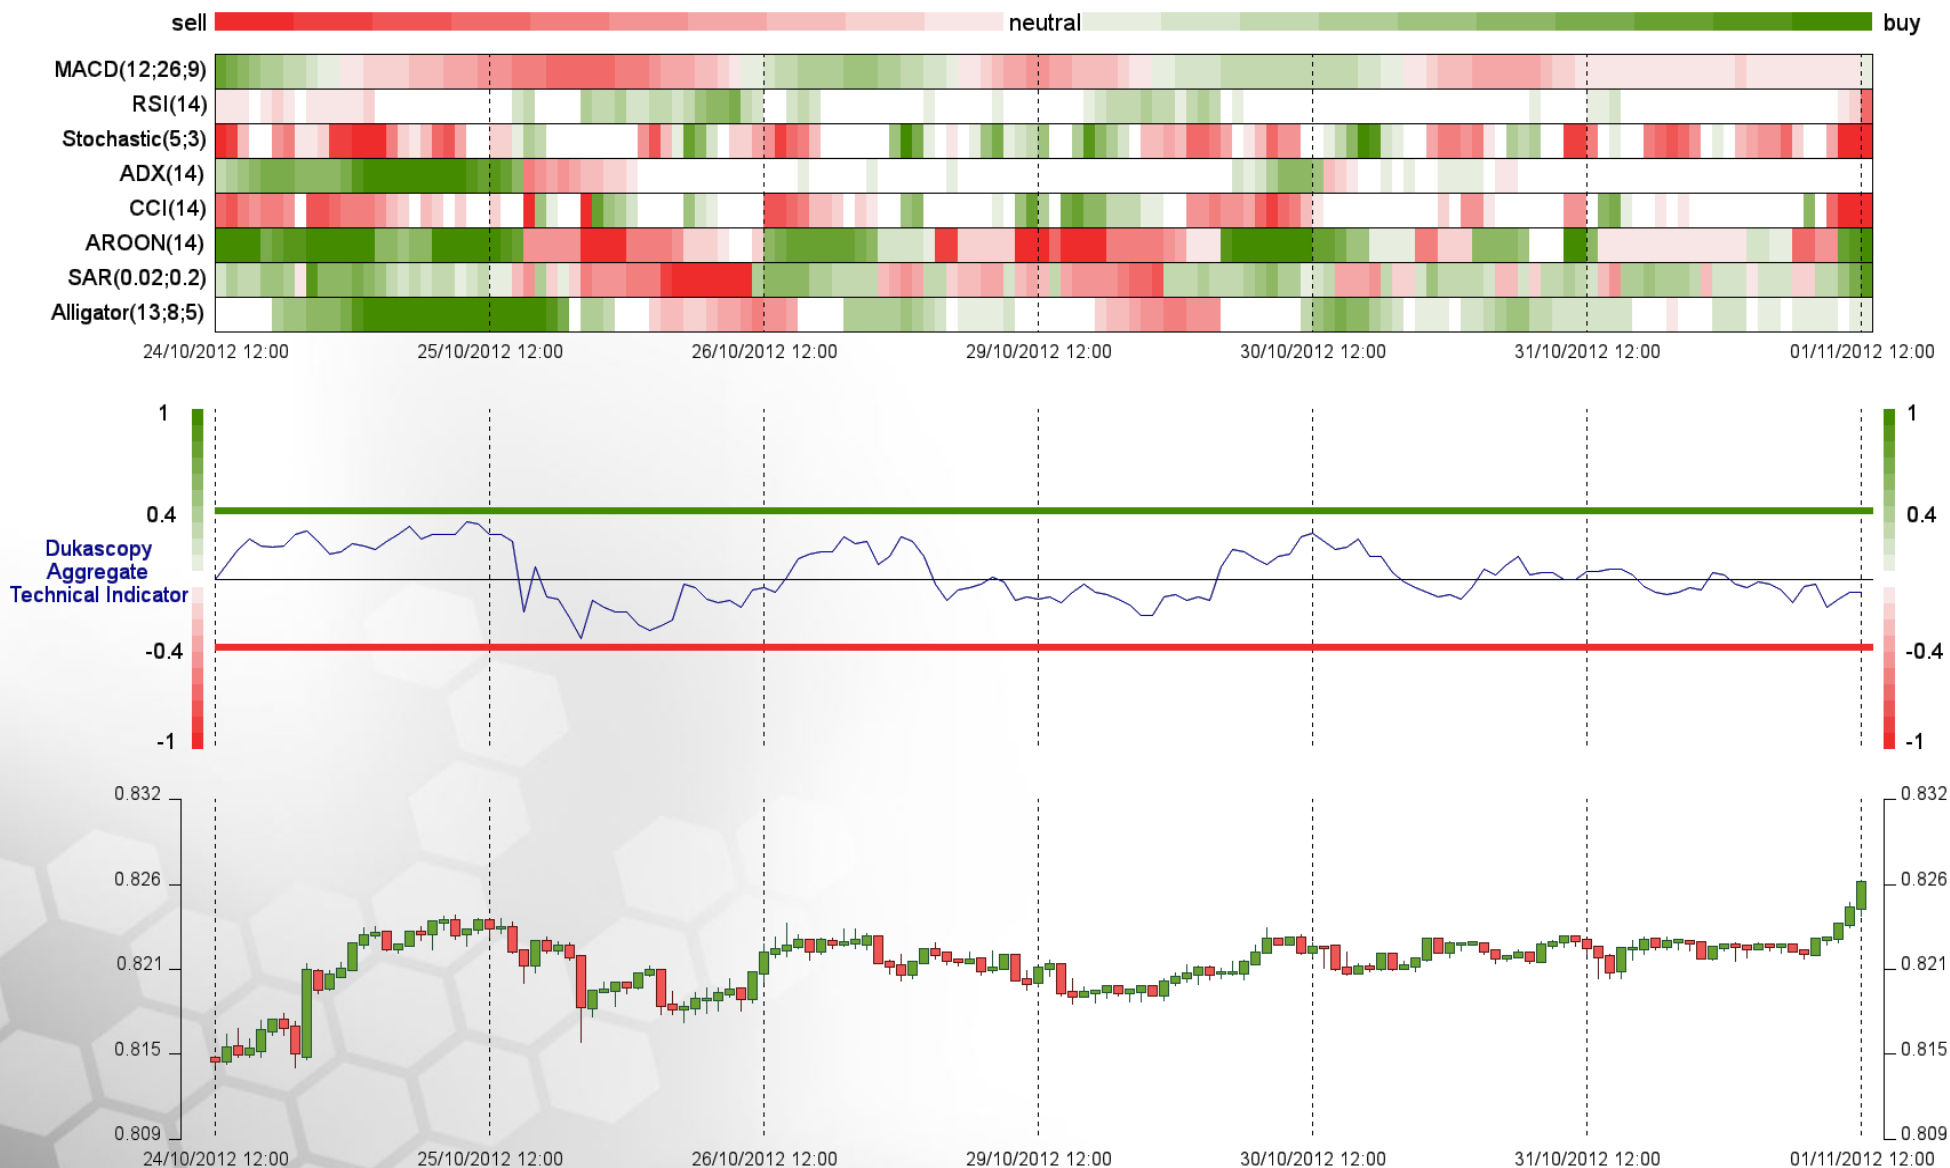 sell neutral buy
MACD(12;26;9)
RSI(14)
Stochastic(5;3)
ADX(14)
CCI(14)
AROON(14)
SAR(0.02;0.2)
Alligator(13;8;5)
24/10/2012 12:00 25/10/2012 12:00 26/10/2012 12:00 29/10/2012 12:00 30/10/2012 12:00 31/10/2012 12:00 01/11/2012 12:00
1 1
0.4 0.4
Dukascopy
Aggregate
Technical Indicator
-0.4 -0.4
-1 -1
0.832 0.832
0.826 0.826
0.821 0.821
0.815 0.815
0.809 0.809
24/10/2012 12:00 25/10/2012 12:00 26/10/2012 12:00 29/10/2012 12:00 30/10/2012 12:00 31/10/2012 12:00 01/11/2012 12:00